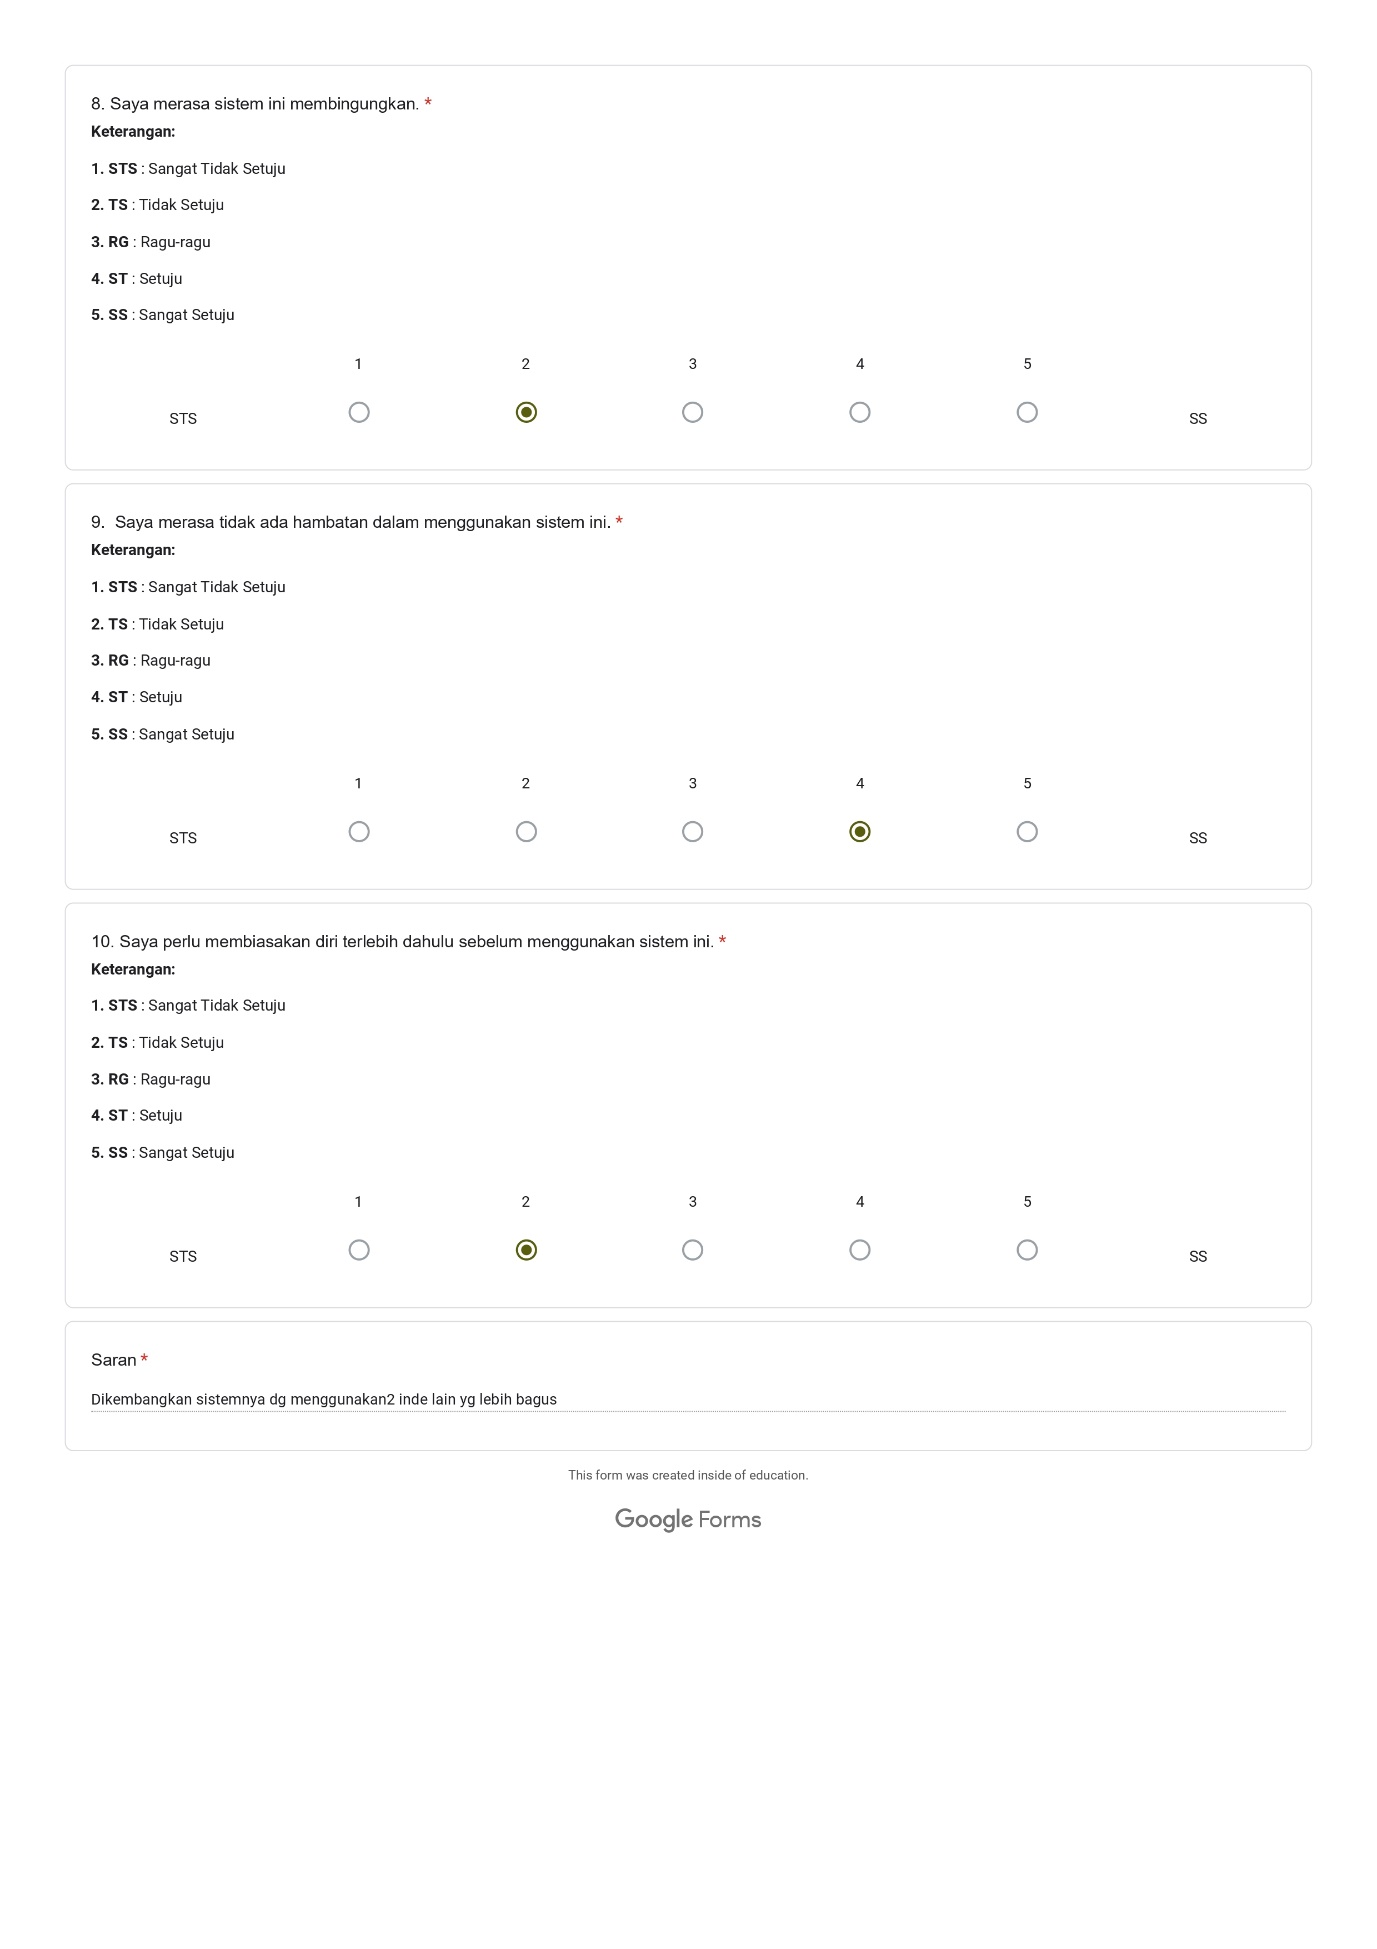 8. Saya merasa sistem ini membingungkan. *
Keterangan:
1. STS : Sangat Tidak Setuju
2. TS : Tidak Setuju
3. RG : Ragu-ragu
4. ST : Setuju
5. SS : Sangat Setuju
1 2 3 4 5
STS SS
9. Saya merasa tidak ada hambatan dalam menggunakan sistem ini. *
Keterangan:
1. STS : Sangat Tidak Setuju
2. TS : Tidak Setuju
3. RG : Ragu-ragu
4. ST : Setuju
5. SS : Sangat Setuju
1 2 3 4 5
STS SS
10. Saya perlu membiasakan diri terlebih dahulu sebelum menggunakan sistem ini. *
Keterangan:
1. STS : Sangat Tidak Setuju
2. TS : Tidak Setuju
3. RG : Ragu-ragu
4. ST : Setuju
5. SS : Sangat Setuju
1 2 3 4 5
STS SS
Saran *
Dikembangkan sistemnya dg menggunakan2 inde lain yg lebih bagus
This form was created inside of education.
Google Forms